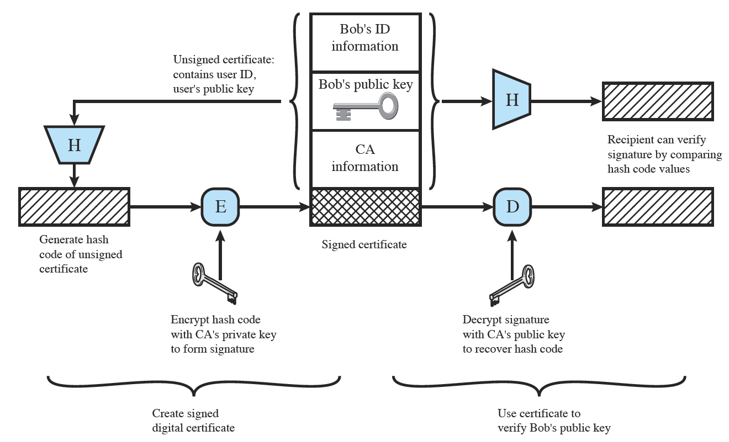 Bob's ID
information
Unsigned certificate:
contains user ID,
user's public key
Bob's public key
H
H
CA
information
Recipient can verify
signature by comparing
hash code values
E
D
Generate hash
code of unsigned
certificate
Signed certificate
Encrypt hash code
with CA's private key
to form signature
Decrypt signature
with CA's public key
to recover hash code
Create signed
digital certificate
Use certificate to
verify Bob's public key